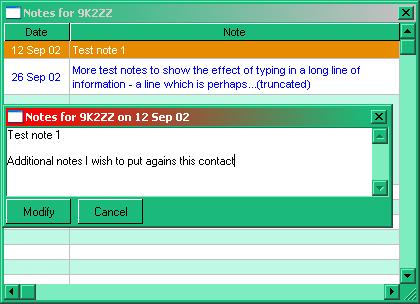 Notes for 9K2ZZ
Date Note
12 Sep 02 Test note 1
26 Sep 02 More test notes to show the effect of typing in a long line of
information - a line which is perhaps...(truncated)
Notes for 9K2ZZ on 12 Sep 02
Test note 1
Additional notes I wish to put agains this contact
Modify Cancel